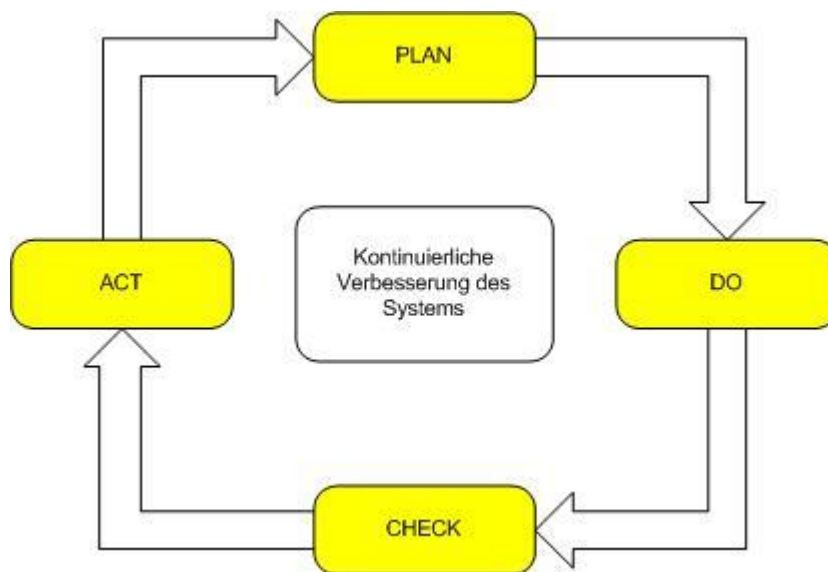 PLAN
ACT
Kontinuierliche
Verbesserung des
Systems
DO
CHECK